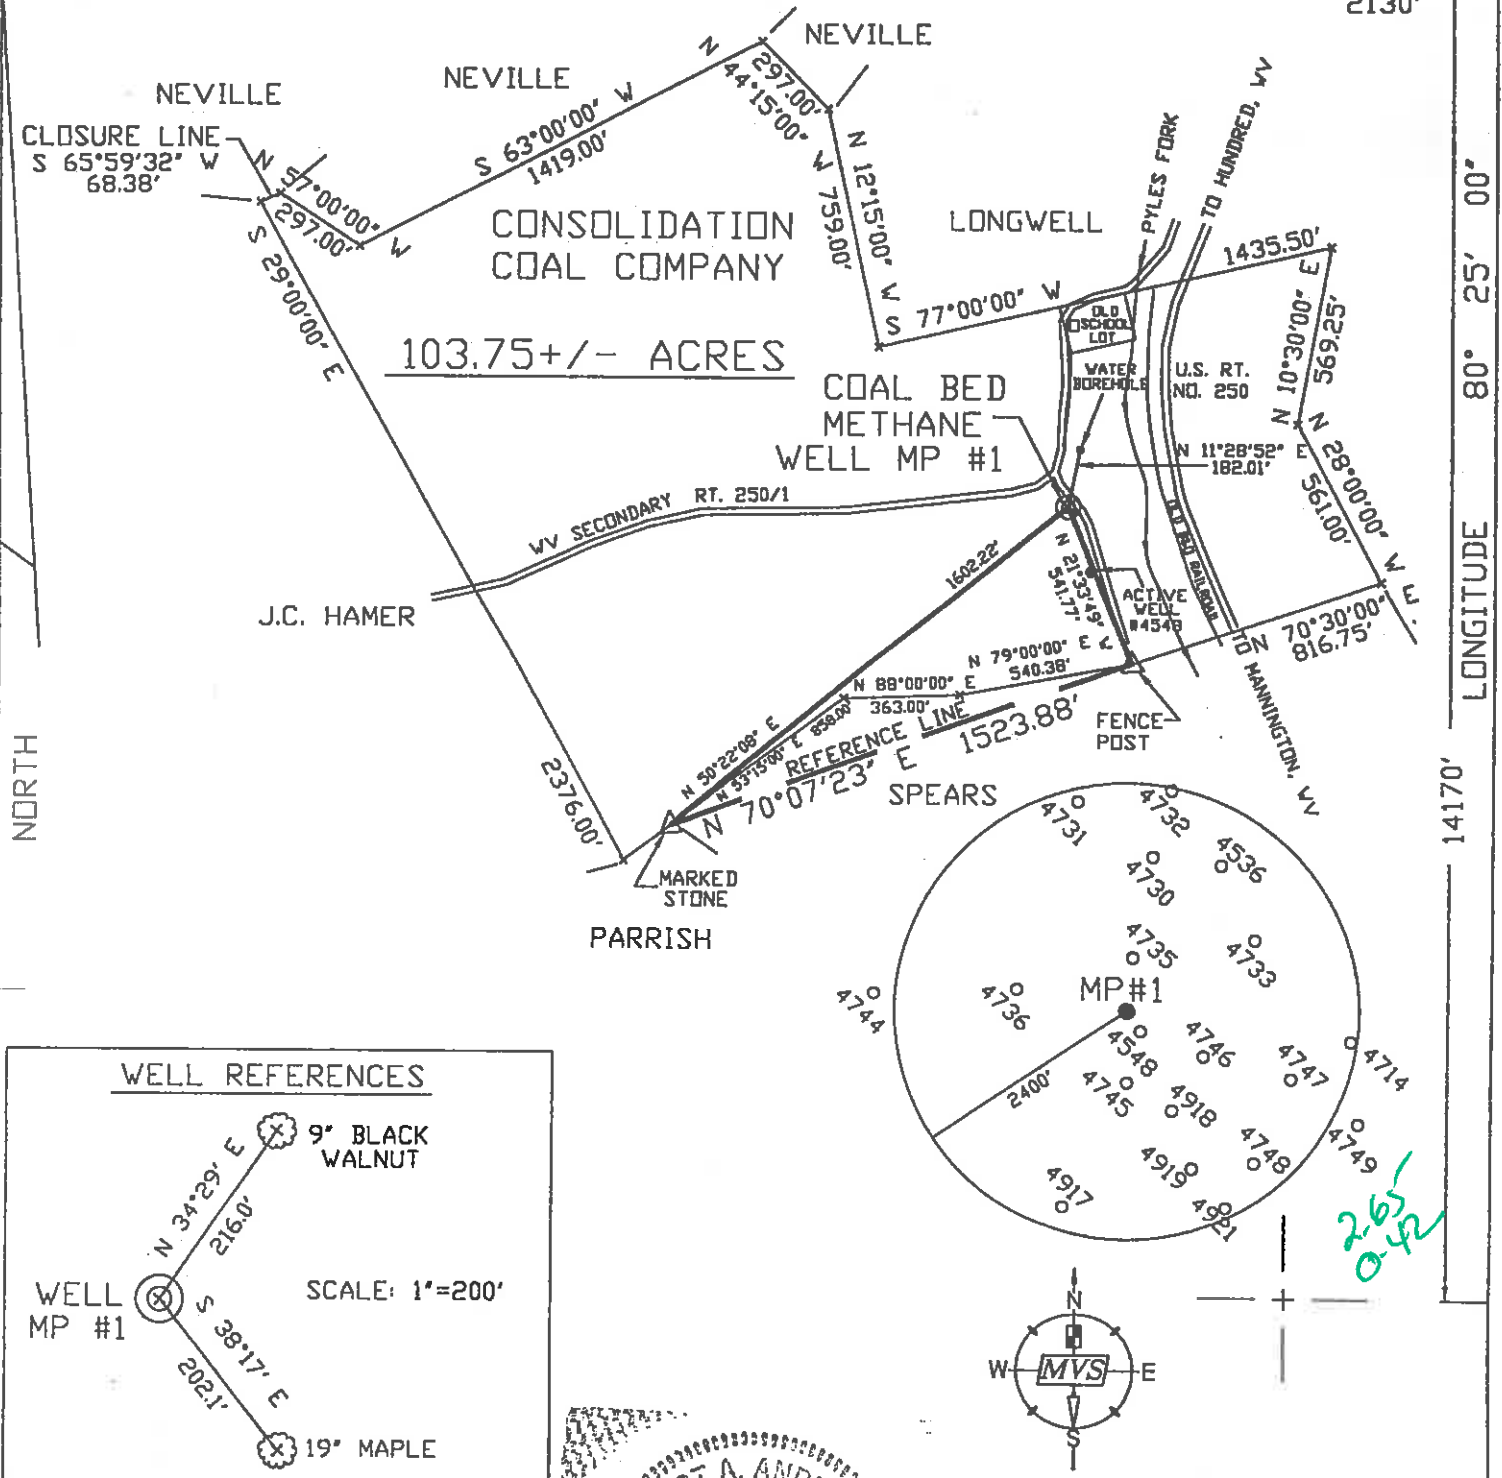 2130'
NEVILLE
NEVILLE
NEVILLE
CLOSURE LINE
S 65°59'32" W
68.38'
N 57°00'00" W
297.00'
S 63°00'00" W
1419.00'
N 44°15'00" W
297.00'
N 12°15'00" W
759.00'
CONSOLIDATION
COAL COMPANY
LONGWELL
PYLES FORK
TO HUNDRED, WV
S 77°00'00" W
1435.50'
S 29°00'00" E
2376.00'
103.75+/- ACRES
OLD
SCHOOL
LOT
WATER
BOREHOLE
U.S. RT.
NO. 250
N 10°30'00" E
569.25'
COAL BED
METHANE
WELL MP #1
N 11°28'52" E
182.01'
N 28°00'00" W
561.00'
WV SECONDARY RT. 250/1
OLD BED RAILROAD
J.C. HAMER
1602.22'
N 21°33'49"
541.77'
ACTIVE
WELL
#4548
N 70°30'00" E
816.75'
TO MANNINGTON, WV
N 79°00'00" E
540.38'
N 88°00'00" E
363.00'
N 50°22'08" E
N 53°15'00" E 858.00'
REFERENCE LINE
N 70°07'23" E 1523.88'
FENCE
POST
SPEARS
MARKED
STONE
PARRISH
NORTH
LONGITUDE 80° 25' 00"
14170'
4731
4732
4730
4536
4735
4733
MP#1
4744
4736
4548
4746
4747
4714
2400'
4745
4918
4749
4919
4748
4917
4921
2.65
0.42
WELL REFERENCES
9" BLACK
WALNUT
N 34°29' E
216.0'
WELL
MP #1
SCALE: 1"=200'
S 38°17' E
202.1'
19" MAPLE
N
W MVS E
S